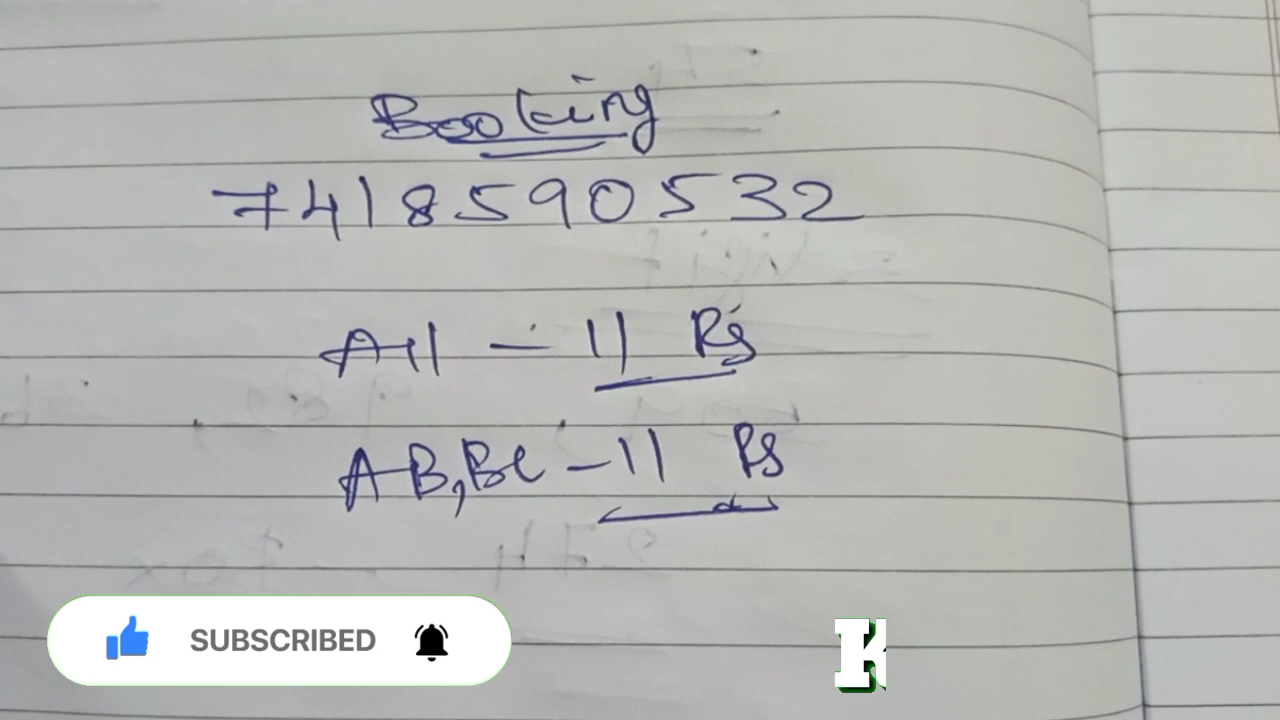 Booking
7418590532
All - 11 Rs
AB, BC - 11 Rs
SUBSCRIBED
K